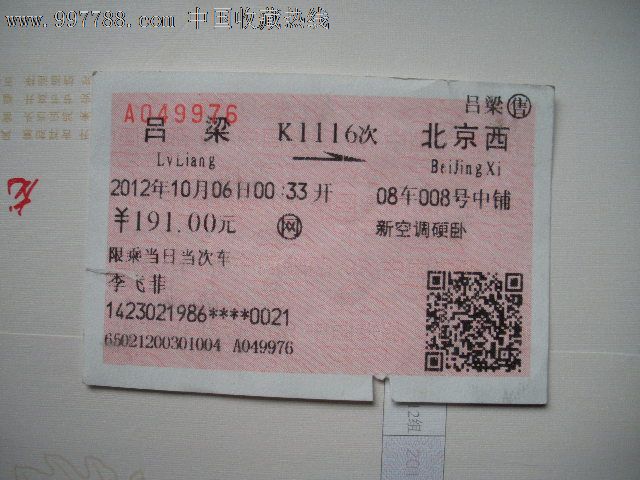 www.997788.com 中国收藏热线
A049976
吕梁 售
吕 梁 K1116次 北京西
LvLiang BeiJingXi
2012年10月06日00:33开 08车008号中铺
￥191.00元 网 新空调硬卧
限乘当日当次车
李飞菲
1423021986****0021
65021200301004 A049976